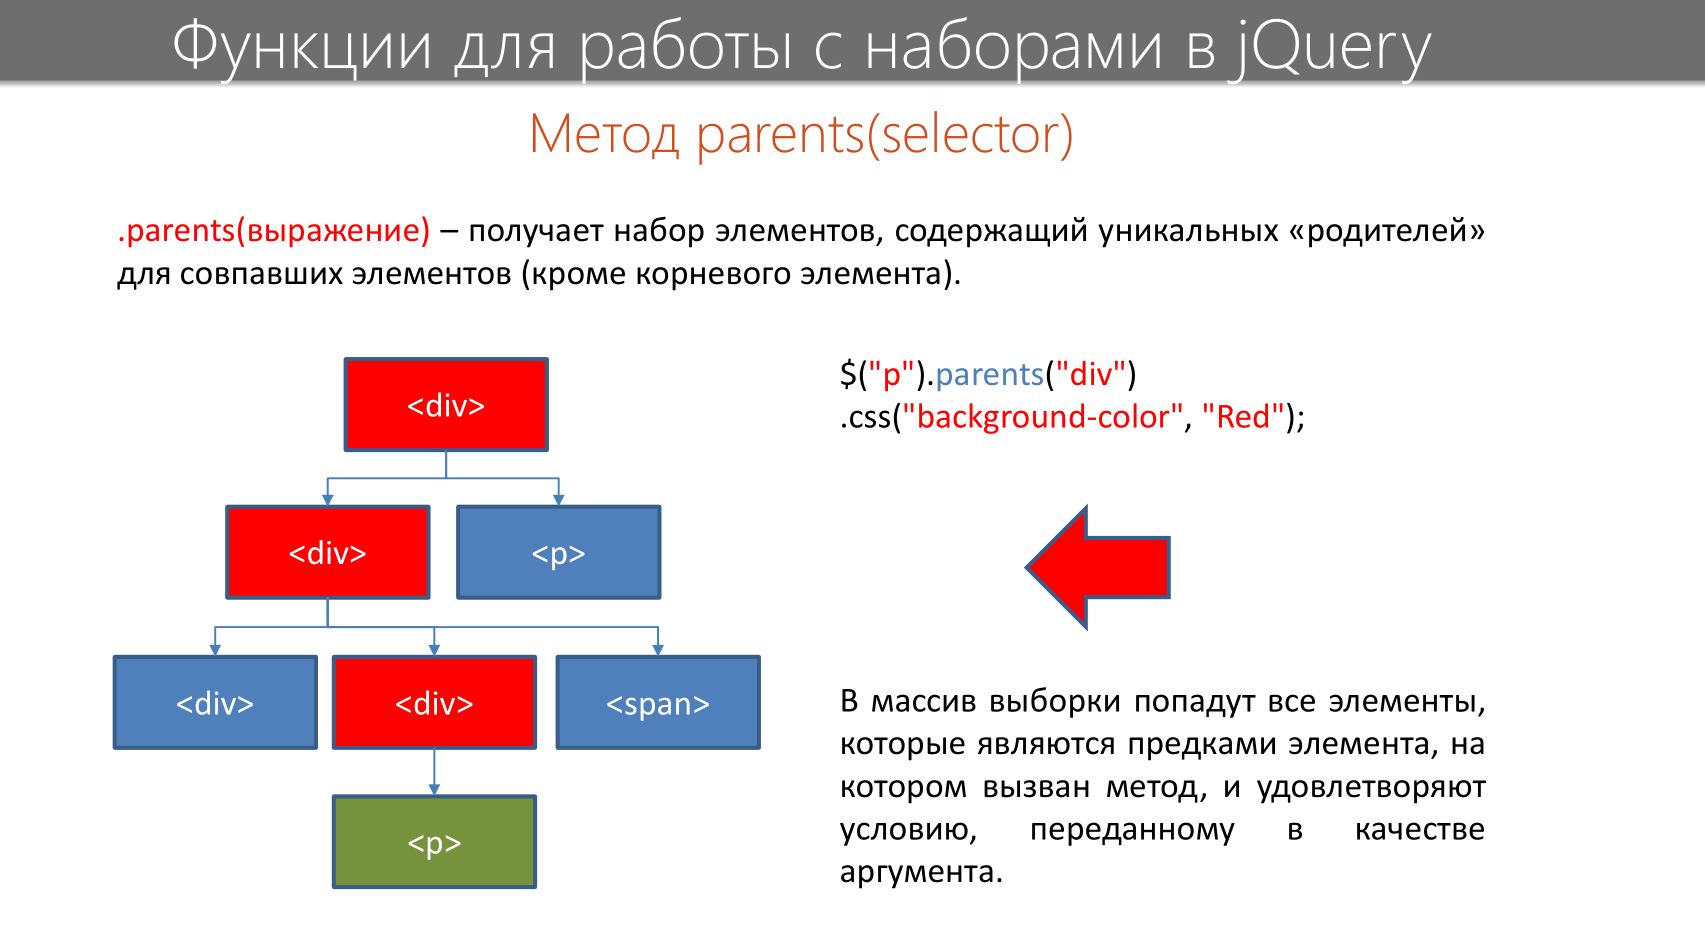 Функции для работы с наборами в jQuery
Метод parents(selector)
.parents(выражение) – получает набор элементов, содержащий уникальных «родителей»
для совпавших элементов (кроме корневого элемента).
<div>
$("p").parents("div")
.css("background-color", "Red");
<div>
<p>
<div>
<div>
<span>
<p>
В массив выборки попадут все элементы,
которые являются предками элемента, на
котором вызван метод, и удовлетворяют
условию, переданному в качестве
аргумента.